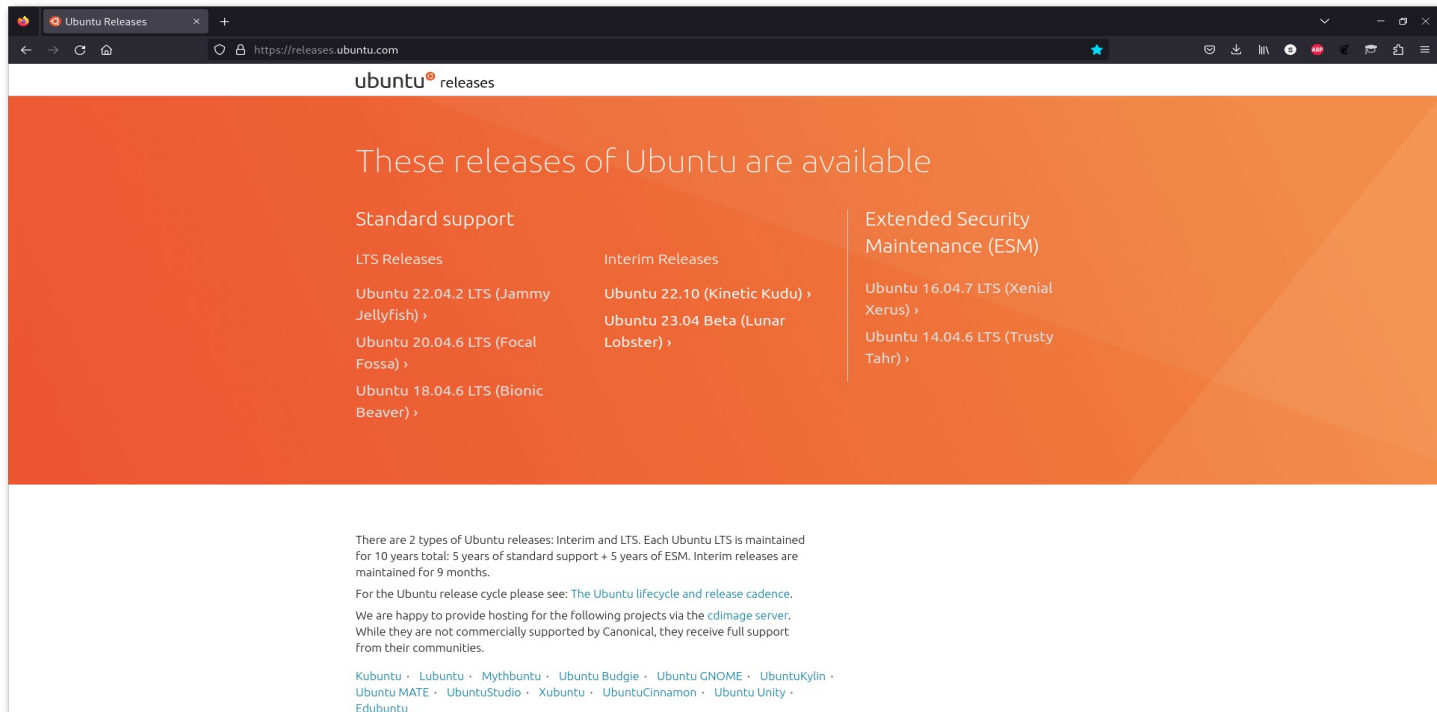 Ubuntu Releases
https://releases.ubuntu.com
S
ABP
ubuntu releases
These releases of Ubuntu are available
Standard support
LTS Releases
Ubuntu 22.04.2 LTS (Jammy
Jellyfish) ›
Ubuntu 20.04.6 LTS (Focal
Fossa) ›
Ubuntu 18.04.6 LTS (Bionic
Beaver) ›
Interim Releases
Ubuntu 22.10 (Kinetic Kudu) ›
Ubuntu 23.04 Beta (Lunar
Lobster) ›
Extended Security
Maintenance (ESM)
Ubuntu 16.04.7 LTS (Xenial
Xerus) ›
Ubuntu 14.04.6 LTS (Trusty
Tahr) ›
There are 2 types of Ubuntu releases: Interim and LTS. Each Ubuntu LTS is maintained
for 10 years total: 5 years of standard support + 5 years of ESM. Interim releases are
maintained for 9 months.
For the Ubuntu release cycle please see: The Ubuntu lifecycle and release cadence.
We are happy to provide hosting for the following projects via the cdimage server.
While they are not commercially supported by Canonical, they receive full support
from their communities.
Kubuntu · Lubuntu · Mythbuntu · Ubuntu Budgie · Ubuntu GNOME · UbuntuKylin ·
Ubuntu MATE · UbuntuStudio · Xubuntu · UbuntuCinnamon · Ubuntu Unity ·
Edubuntu